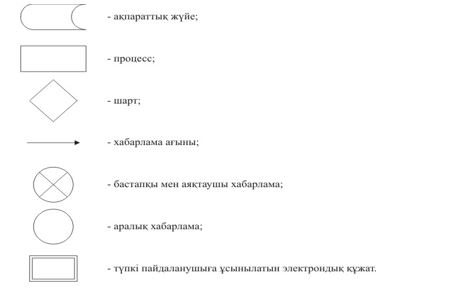 - ақпараттық жүйе;
- процесс;
- шарт;
- хабарлама ағыны;
- бастапқы мен аяқтаушы хабарлама;
- аралық хабарлама;
- түпкі пайдаланушыға ұсынылатын электрондық құжат.